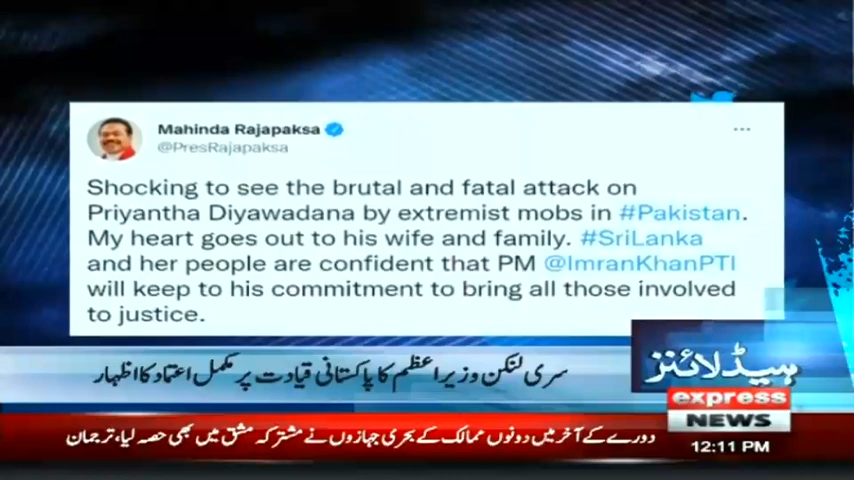 Mahinda Rajapaksa
@PresRajapaksa
Shocking to see the brutal and fatal attack on
Priyantha Diyawadana by extremist mobs in #Pakistan.
My heart goes out to his wife and family. #SriLanka
and her people are confident that PM @ImranKhanPTI
will keep to his commitment to bring all those involved
to justice.
ہیڈلائنز
سری لنکن وزیراعظم کا پاکستانی قیادت پر مکمل اعتماد کا اظہار
express
NEWS
دورے کے آخر میں دونوں ممالک کے بحری جہازوں نے مشترکہ مشق میں بھی حصہ لیا، ترجمان
12:11 PM